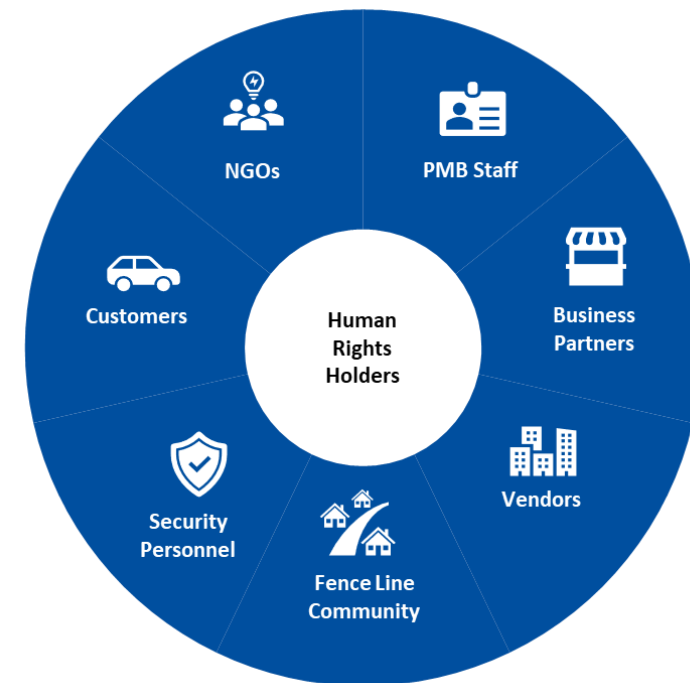 NGOs
PMB Staff
Customers
Business
Partners
Human
Rights
Holders
Security
Personnel
Vendors
Fence Line
Community